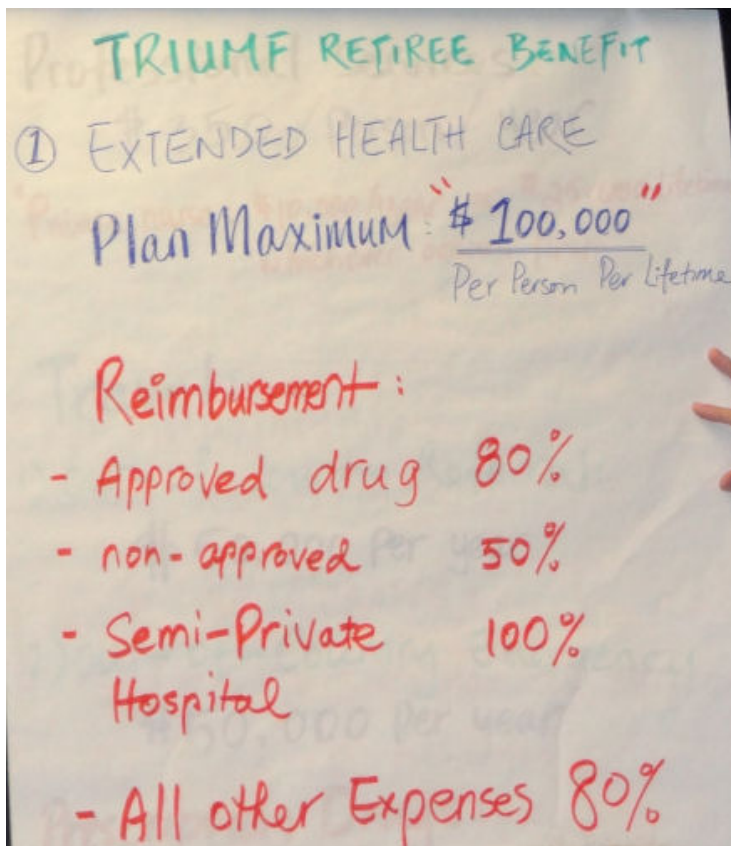 TRIUMF RETIREE BENEFIT
① EXTENDED HEALTH CARE
Plan Maximum: "$ 100,000"
Per Person Per Lifetime
Reimbursement:
- Approved drug 80%
- non-approved 50%
- Semi-Private 100%
Hospital
- All other Expenses 80%